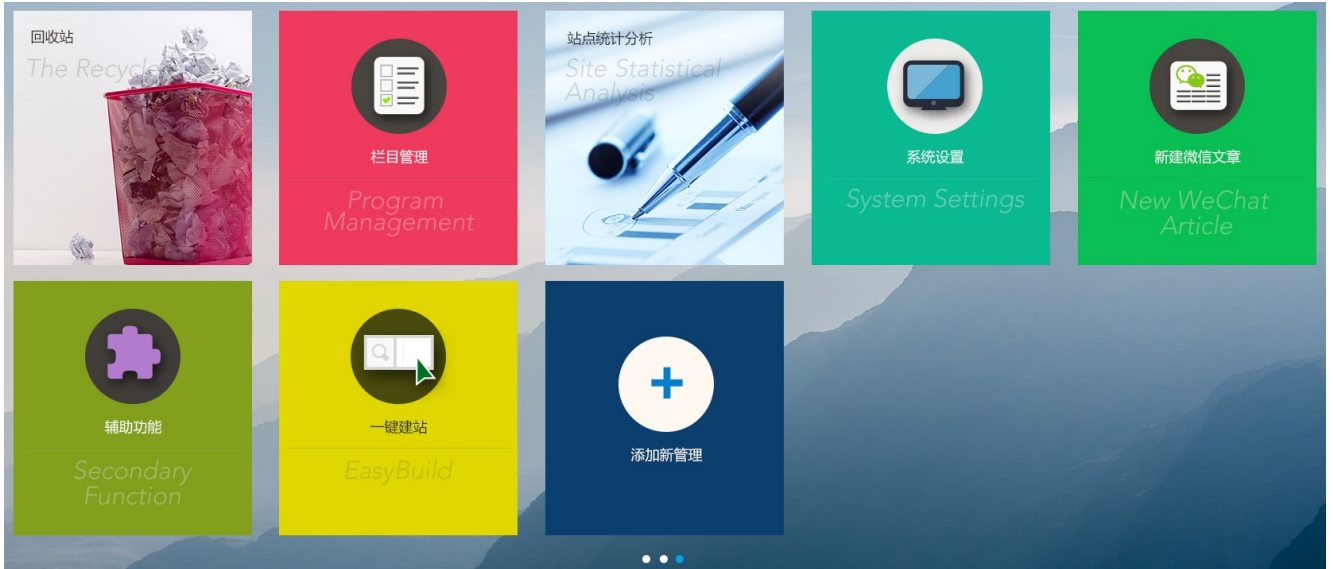 回收站
The Recycle
栏目管理
Program
Management
站点统计分析
Site Statistical
Analysis
系统设置
System Settings
新建微信文章
New WeChat
Article
辅助功能
Secondary
Function
一键建站
EasyBuild
添加新管理